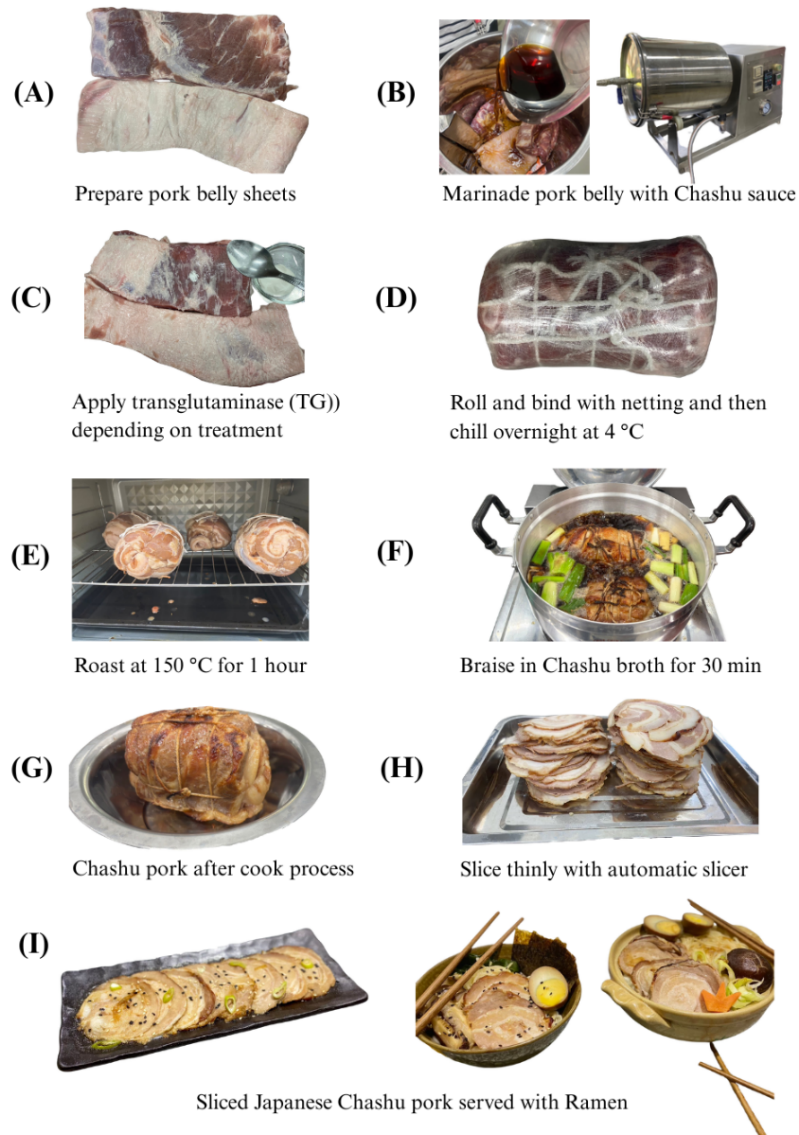 (A)
Prepare pork belly sheets
(B)
Marinade pork belly with Chashu sauce
(C)
Apply transglutaminase (TG))
depending on treatment
(D)
Roll and bind with netting and then
chill overnight at 4 °C
(E)
Roast at 150 °C for 1 hour
(F)
Braise in Chashu broth for 30 min
(G)
Chashu pork after cook process
(H)
Slice thinly with automatic slicer
(I)
Sliced Japanese Chashu pork served with Ramen